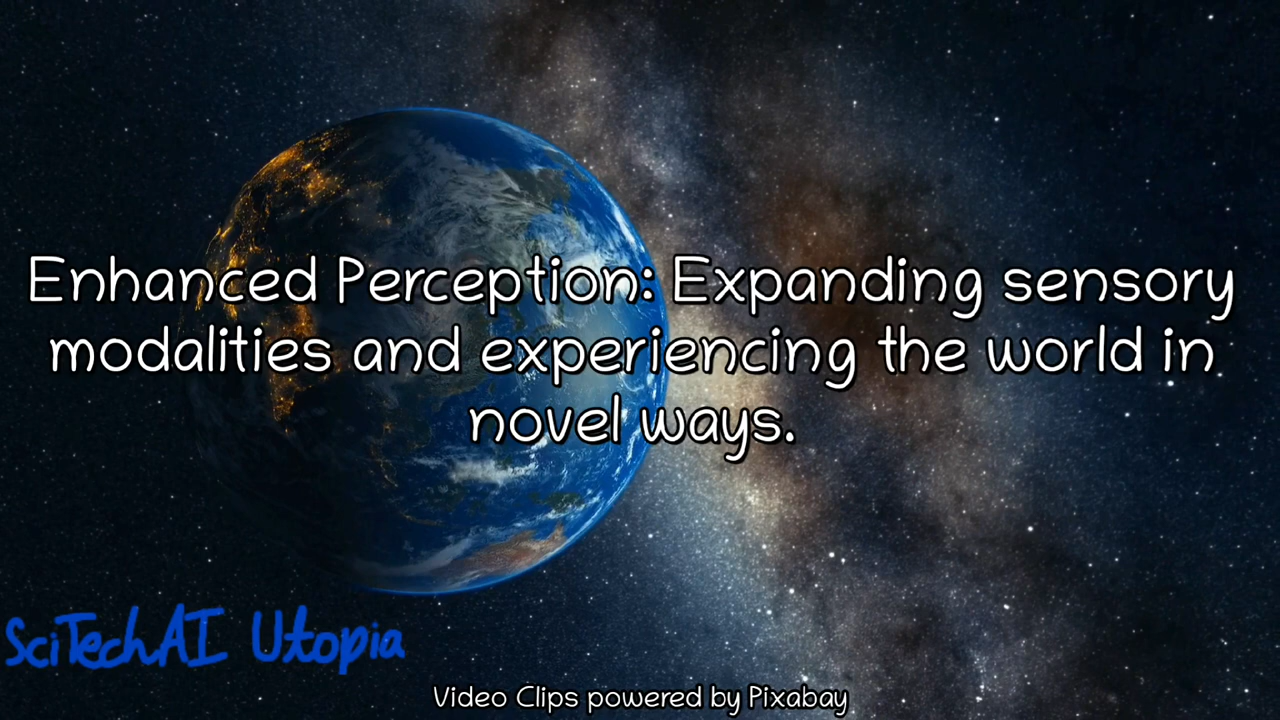 Enhanced Perception: Expanding sensory
modalities and experiencing the world in
novel ways.
SciTechAI Utopia
Video Clips powered by Pixabay